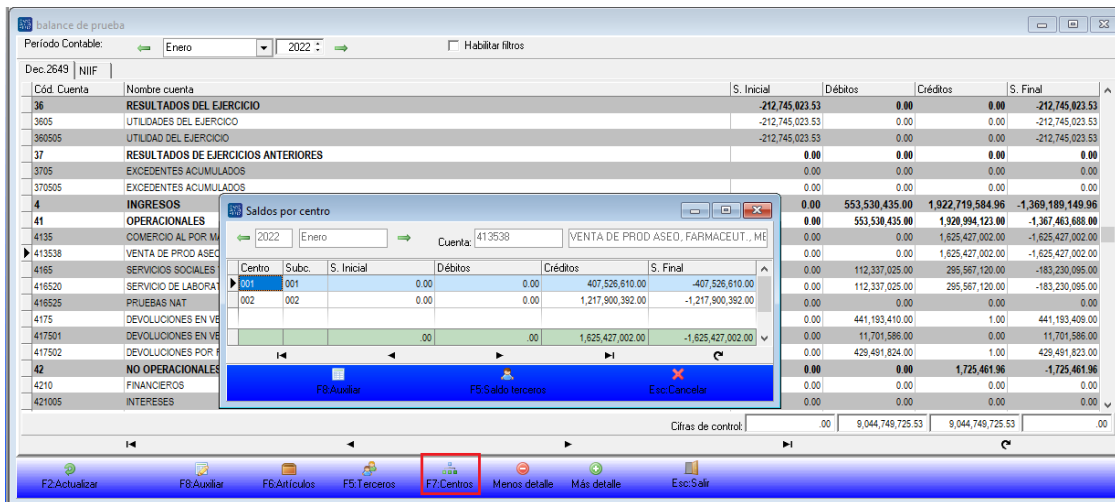 balance de prueba
Período Contable: Enero 2022 Habilitar filtros
Dec.2649 NIIF
Cód. Cuenta Nombre cuenta S. Inicial Débitos Créditos S. Final
36 RESULTADOS DEL EJERCICIO -212,745,023.53 0.00 0.00 -212,745,023.53
3605 UTILIDADES DEL EJERCICO -212,745,023.53 0.00 0.00 -212,745,023.53
360505 UTILIDAD DEL EJERCICIO -212,745,023.53 0.00 0.00 -212,745,023.53
37 RESULTADOS DE EJERCICIOS ANTERIORES 0.00 0.00 0.00 0.00
3705 EXCEDENTES ACUMULADOS 0.00 0.00 0.00 0.00
370505 EXCEDENTES ACUMULADOS 0.00 0.00 0.00 0.00
4 INGRESOS 0.00 553,530,435.00 1,922,719,584.96 -1,369,189,149.96
41 OPERACIONALES 0.00 553,530,435.00 1,920,994,123.00 -1,367,463,688.00
4135 COMERCIO AL POR MA 0.00 0.00 1,625,427,002.00 -1,625,427,002.00
413538 VENTA DE PROD ASEO 0.00 0.00 1,625,427,002.00 -1,625,427,002.00
4165 SERVICIOS SOCIALES 0.00 112,337,025.00 295,567,120.00 -183,230,095.00
416520 SERVICIO DE LABORAT 0.00 112,337,025.00 295,567,120.00 -183,230,095.00
416525 PRUEBAS NAT 0.00 0.00 0.00 0.00
4175 DEVOLUCIONES EN VE 0.00 441,193,410.00 1.00 441,193,409.00
417501 DEVOLUCIONES EN VE 0.00 11,701,586.00 0.00 11,701,586.00
417502 DEVOLUCIONES POR F 0.00 429,491,824.00 1.00 429,491,823.00
42 NO OPERACIONALES 0.00 0.00 1,725,461.96 -1,725,461.96
4210 FINANCIEROS 0.00 0.00 0.00 0.00
421005 INTERESES 0.00 0.00 0.00 0.00
Saldos por centro
2022 Enero Cuenta: 413538 VENTA DE PROD ASEO, FARMACEUT., ME
Centro Subc. S. Inicial Débitos Créditos S. Final
001 001 0.00 0.00 407,526,610.00 -407,526,610.00
002 002 0.00 0.00 1,217,900,392.00 -1,217,900,392.00
.00 .00 1,625,427,002.00 -1,625,427,002.00
F8:Auxiliar F5:Saldo terceros Esc:Cancelar
Cifras de control: .00 9,044,749,725.53 9,044,749,725.53 .00
F2:Actualizar F8:Auxiliar F6:Artículos F5:Terceros F7:Centros Menos detalle Más detalle Esc:Salir